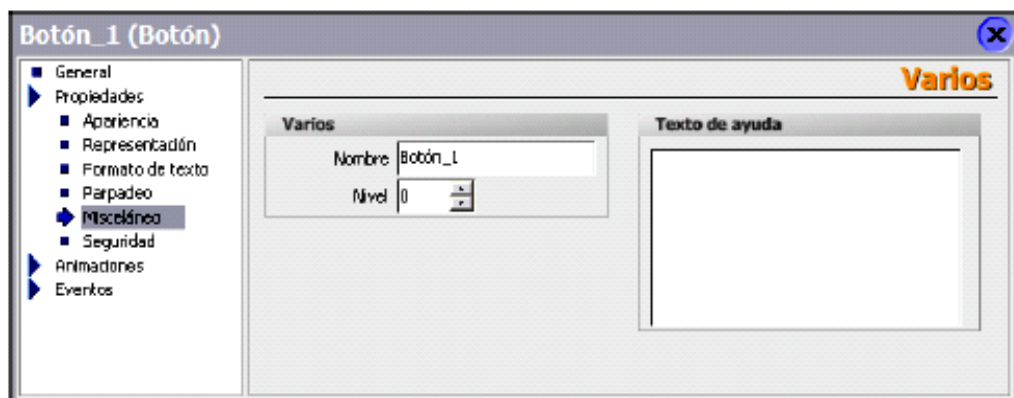 Botón_1 (Botón)
General
Propiedades
Apariencia
Representación
Formato de texto
Parpadeo
Misceláneo
Seguridad
Animaciones
Eventos
Varios
Varios
Nombre Botón_1
Nivel 0
Texto de ayuda